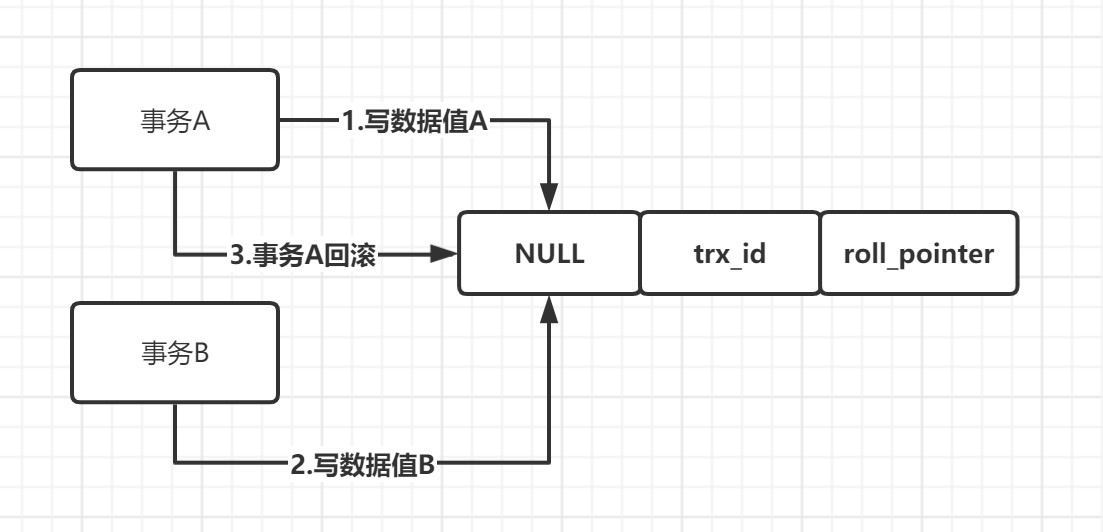 事务A
1.写数据值A
3.事务A回滚
NULL
trx_id
roll_pointer
事务B
2.写数据值B